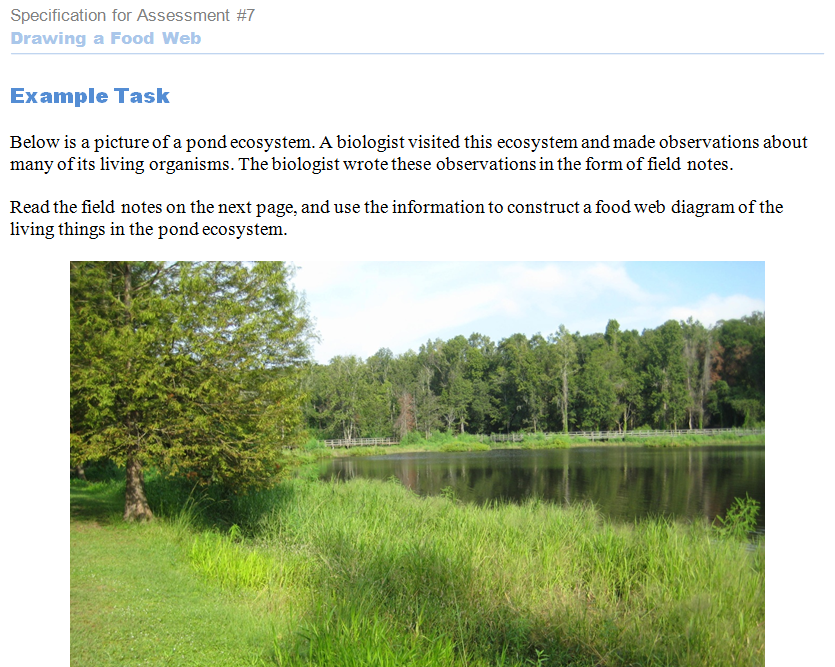 Specification for Assessment #7
Drawing a Food Web
Example Task
Below is a picture of a pond ecosystem. A biologist visited this ecosystem and made observations about
many of its living organisms. The biologist wrote these observations in the form of field notes.
Read the field notes on the next page, and use the information to construct a food web diagram of the
living things in the pond ecosystem.